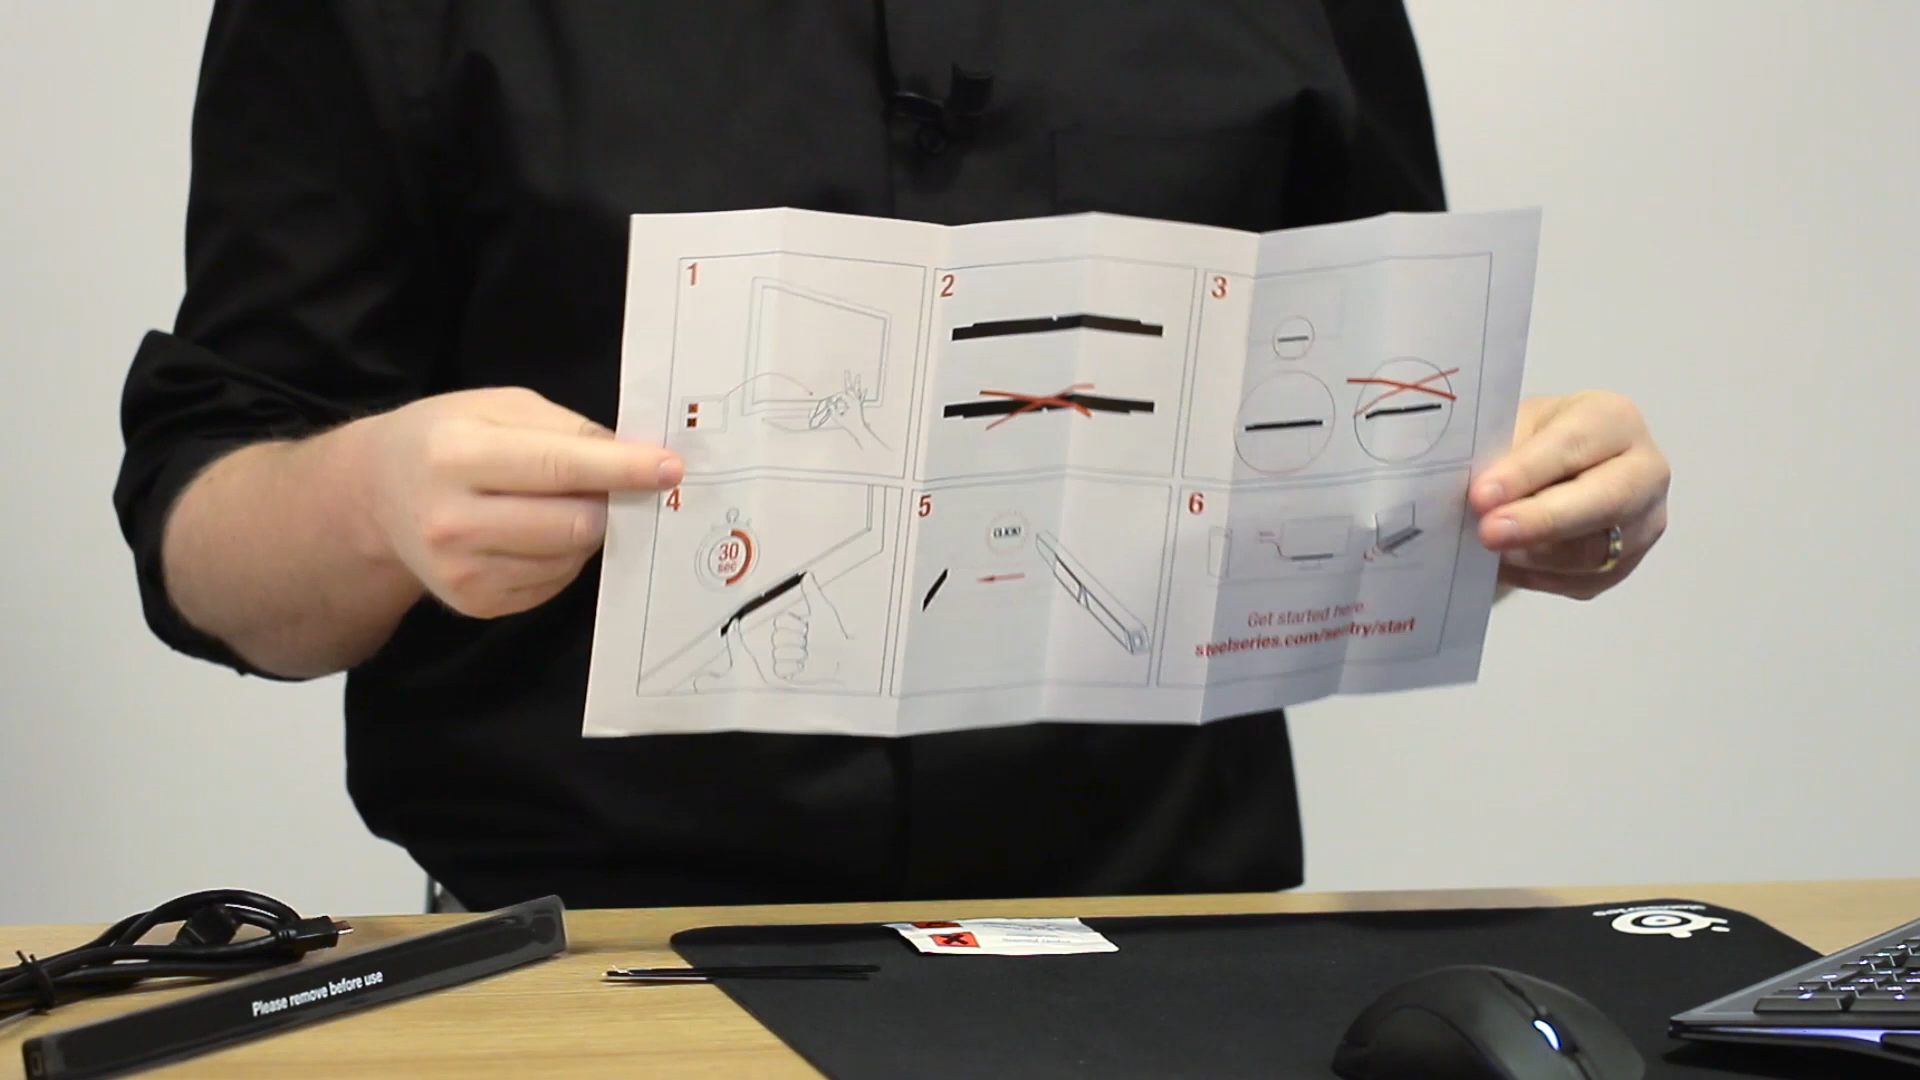 1
2
3
4
30
sec
5
CLICK!
6
Get started here
steelseries.com/sentry/start
Please remove before use